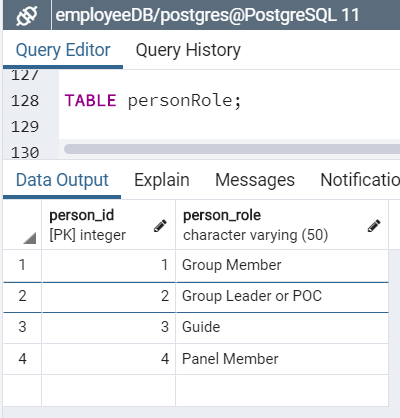 employeeDB/postgres@PostgreSQL 11
Query Editor Query History
127
128 TABLE personRole;
129
130
Data Output Explain Messages Notificatio
person_id person_role
[PK] integer character varying (50)
1 1 Group Member
2 2 Group Leader or POC
3 3 Guide
4 4 Panel Member